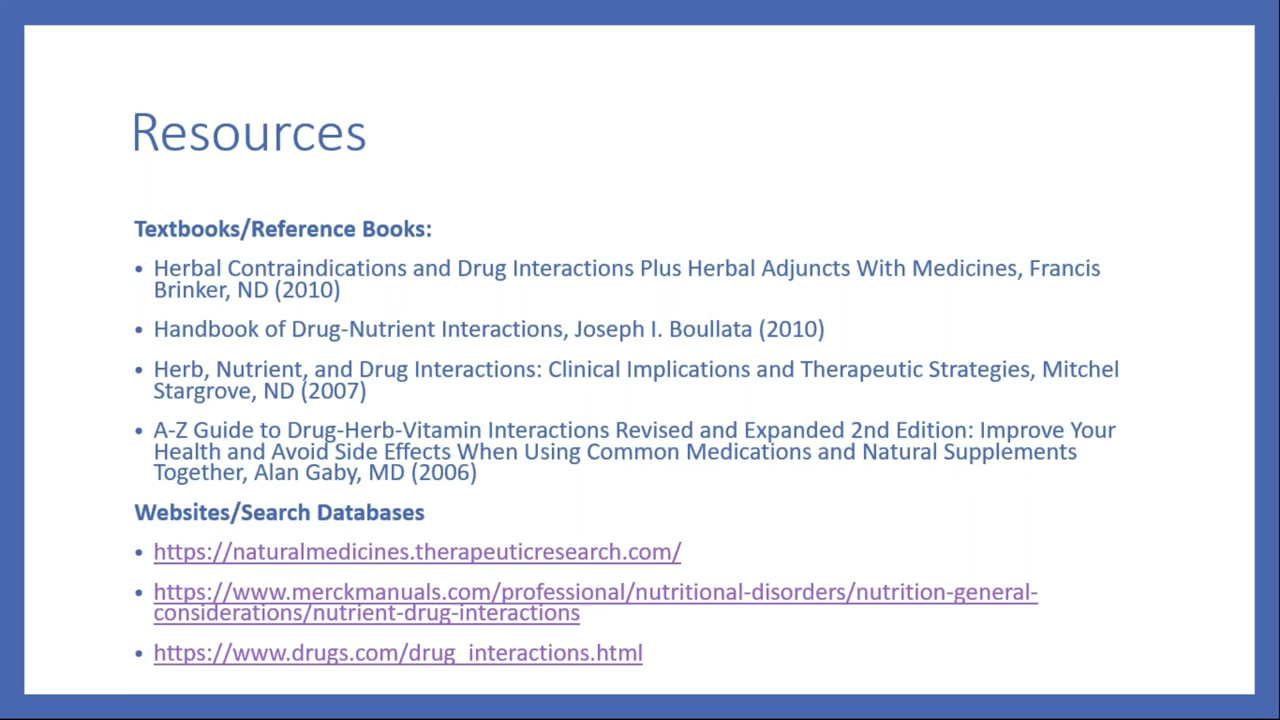 Resources
Textbooks/Reference Books:
• Herbal Contraindications and Drug Interactions Plus Herbal Adjuncts With Medicines, Francis
Brinker, ND (2010)
• Handbook of Drug-Nutrient Interactions, Joseph I. Boullata (2010)
• Herb, Nutrient, and Drug Interactions: Clinical Implications and Therapeutic Strategies, Mitchel
Stargrove, ND (2007)
• A-Z Guide to Drug-Herb-Vitamin Interactions Revised and Expanded 2nd Edition: Improve Your
Health and Avoid Side Effects When Using Common Medications and Natural Supplements
Together, Alan Gaby, MD (2006)
Websites/Search Databases
• https://naturalmedicines.therapeuticresearch.com/
• https://www.merckmanuals.com/professional/nutritional-disorders/nutrition-general-
considerations/nutrient-drug-interactions
• https://www.drugs.com/drug_interactions.html